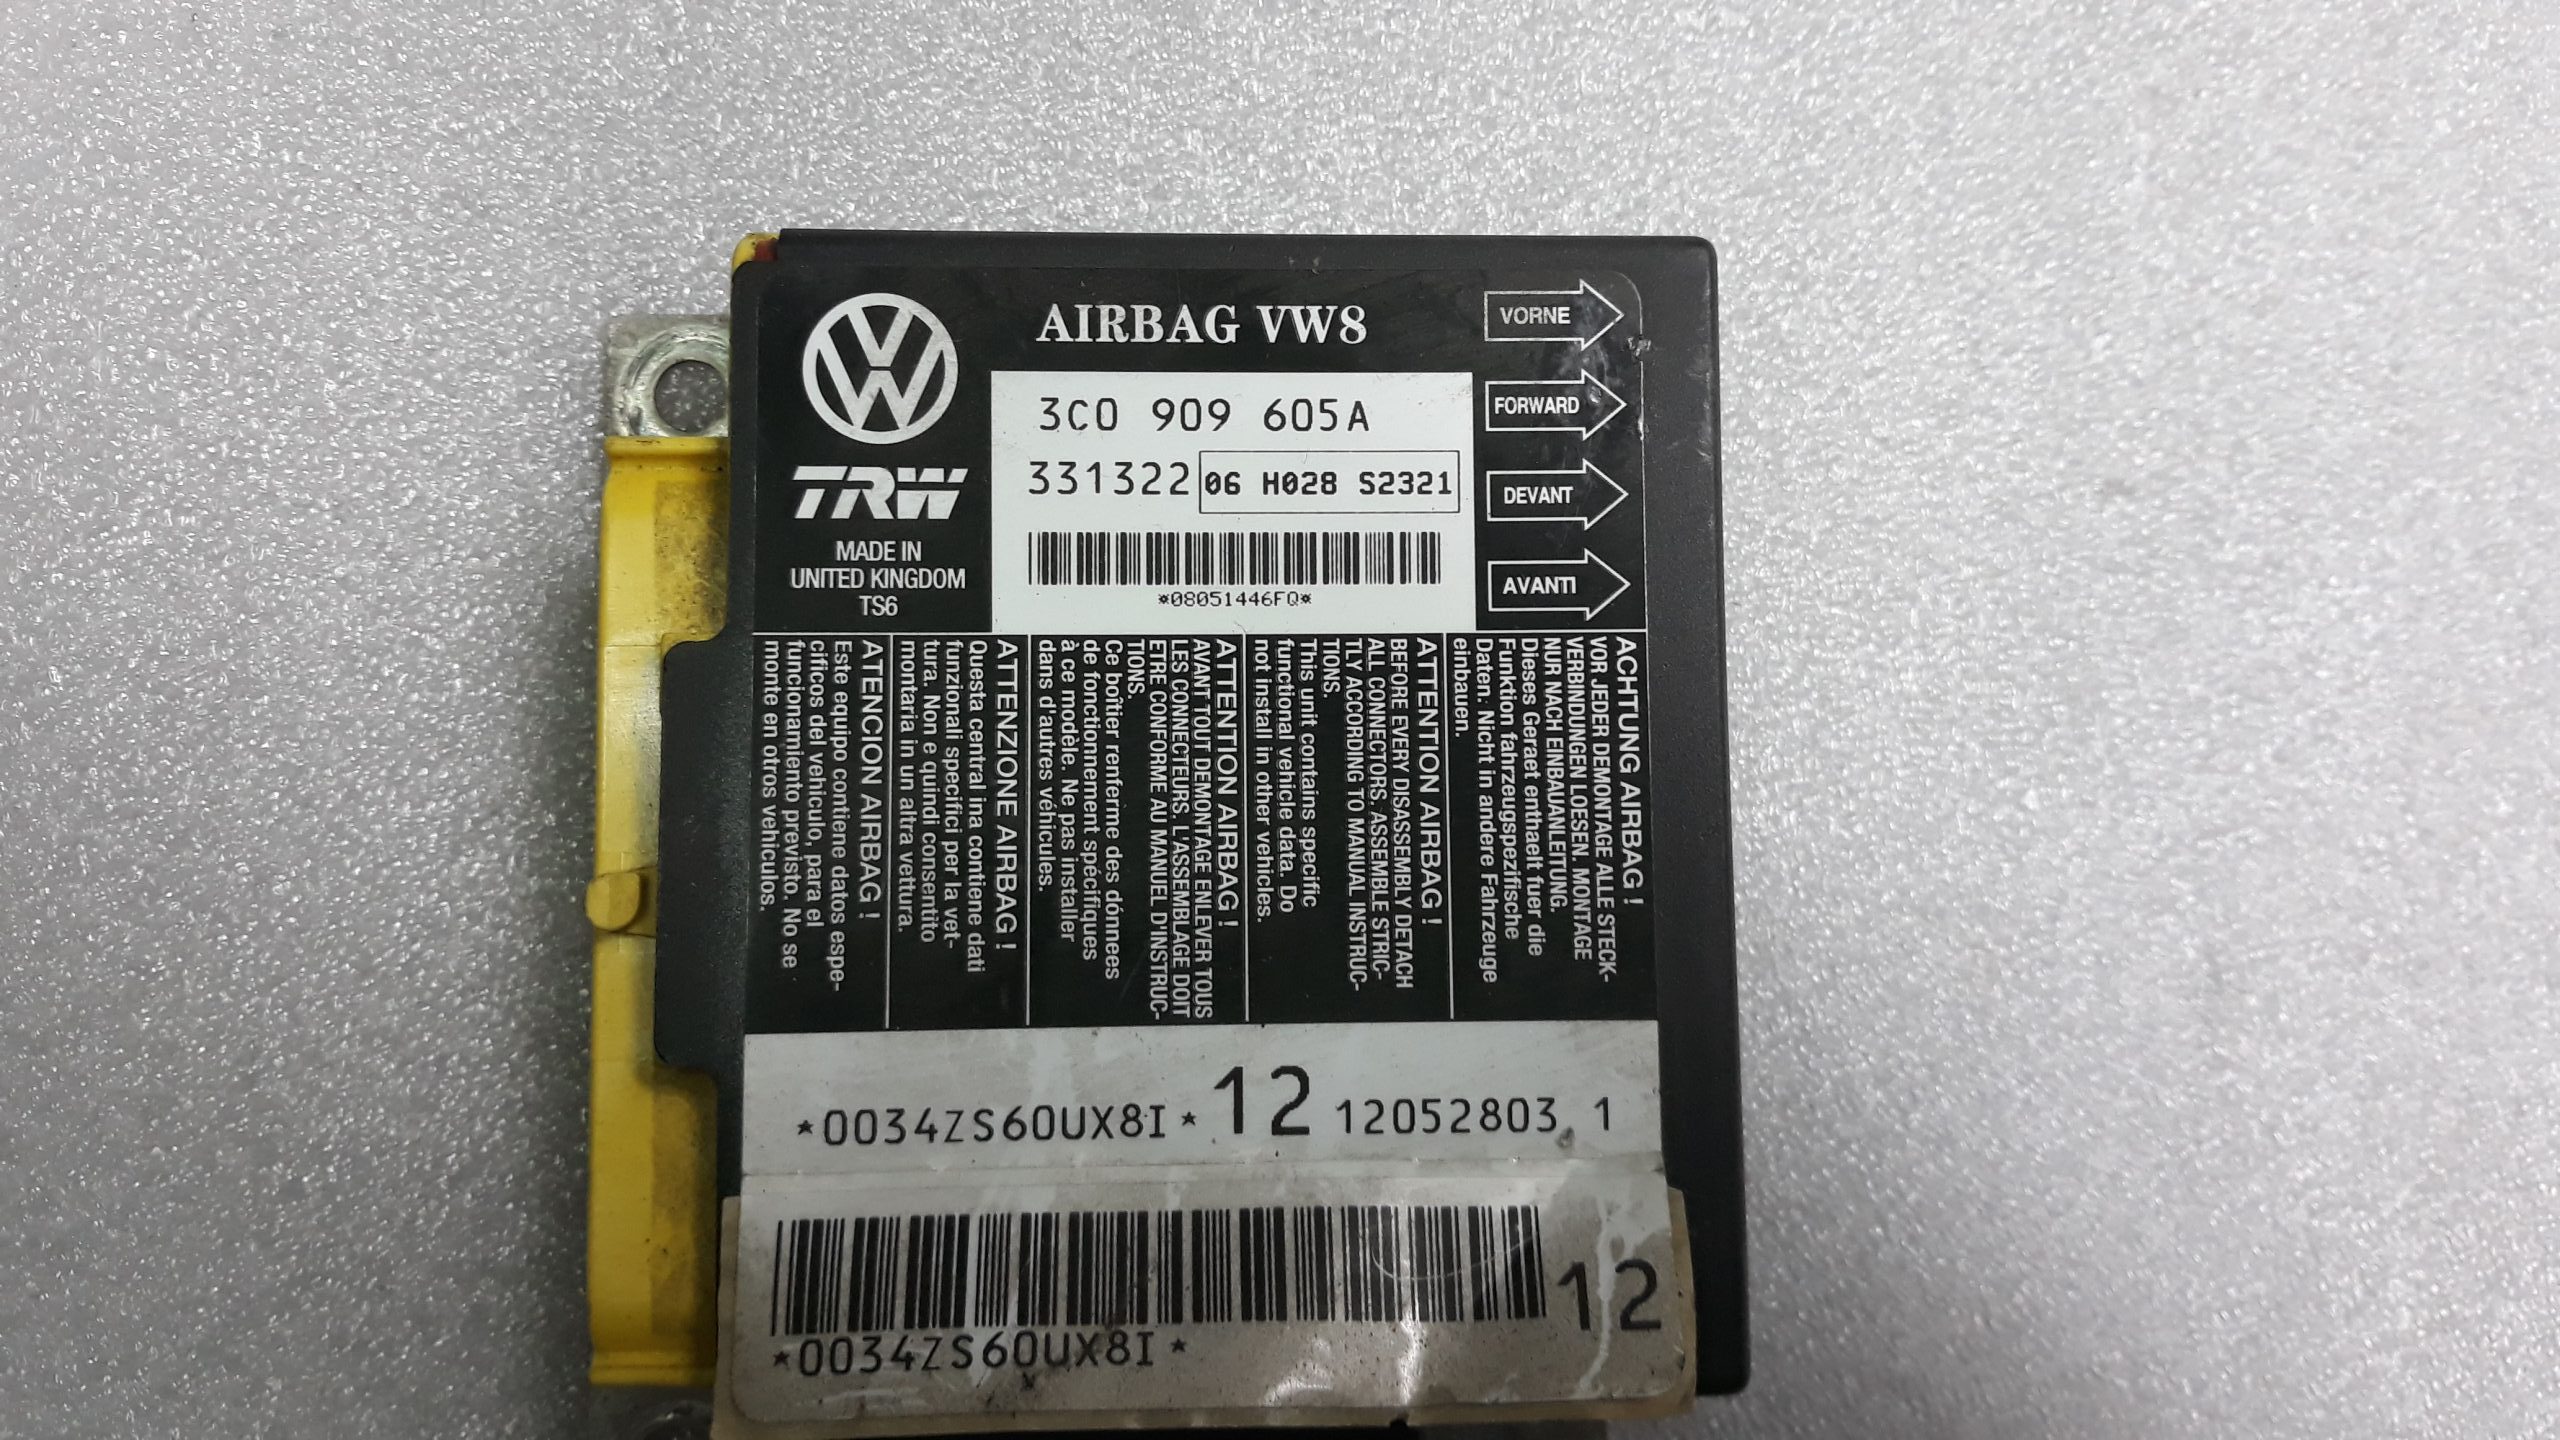 AIRBAG VW8
VORNE
FORWARD
DEVANT
AVANTI
3C0 909 605A
331322 06 H028 S2321
*08051446FQ*
TRW
MADE IN
UNITED KINGDOM
TS6
ACHTUNG AIRBAG !
VOR JEDER DEMONTAGE ALLE STECK-
VERBINDUNGEN LOESEN. MONTAGE
NUR NACH EINBAUANLEITUNG.
Dieses Geraet enthaelt fuer die
Funktion fahrzeugspezifische
Daten. Nicht in andere Fahrzeuge
einbauen.
ATTENTION AIRBAG !
BEFORE EVERY DISASSEMBLY DETACH
ALL CONNECTORS. ASSEMBLE STRIC-
TLY ACCORDING TO MANUAL INSTRUC-
TIONS.
This unit contains specific
functional vehicle data. Do
not install in other vehicles.
ATTENTION AIRBAG !
AVANT TOUT DEMONTAGE ENLEVER TOUS
LES CONNECTEURS. L'ASSEMBLAGE DOIT
ETRE CONFORME AU MANUEL D'INSTRUC-
TIONS.
Ce boîtier renferme des dónnees
de fonctionnement spécifiques
à ce modèle. Ne pas installer
dans d'autres véhicules.
ATTENZIONE AIRBAG !
Questa central ina contiene dati
funzionali specifici per la vet-
tura. Non e quindi consentito
montaria in un altra vettura.
ATENCION AIRBAG !
Este equipo contiene datos espe-
cíficos del vehículo, para el
funcionamiento previsto. No se
monte en otros vehículos.
*0034ZS60UX8I* 12 12052803 1
12
*0034ZS60UX8I*